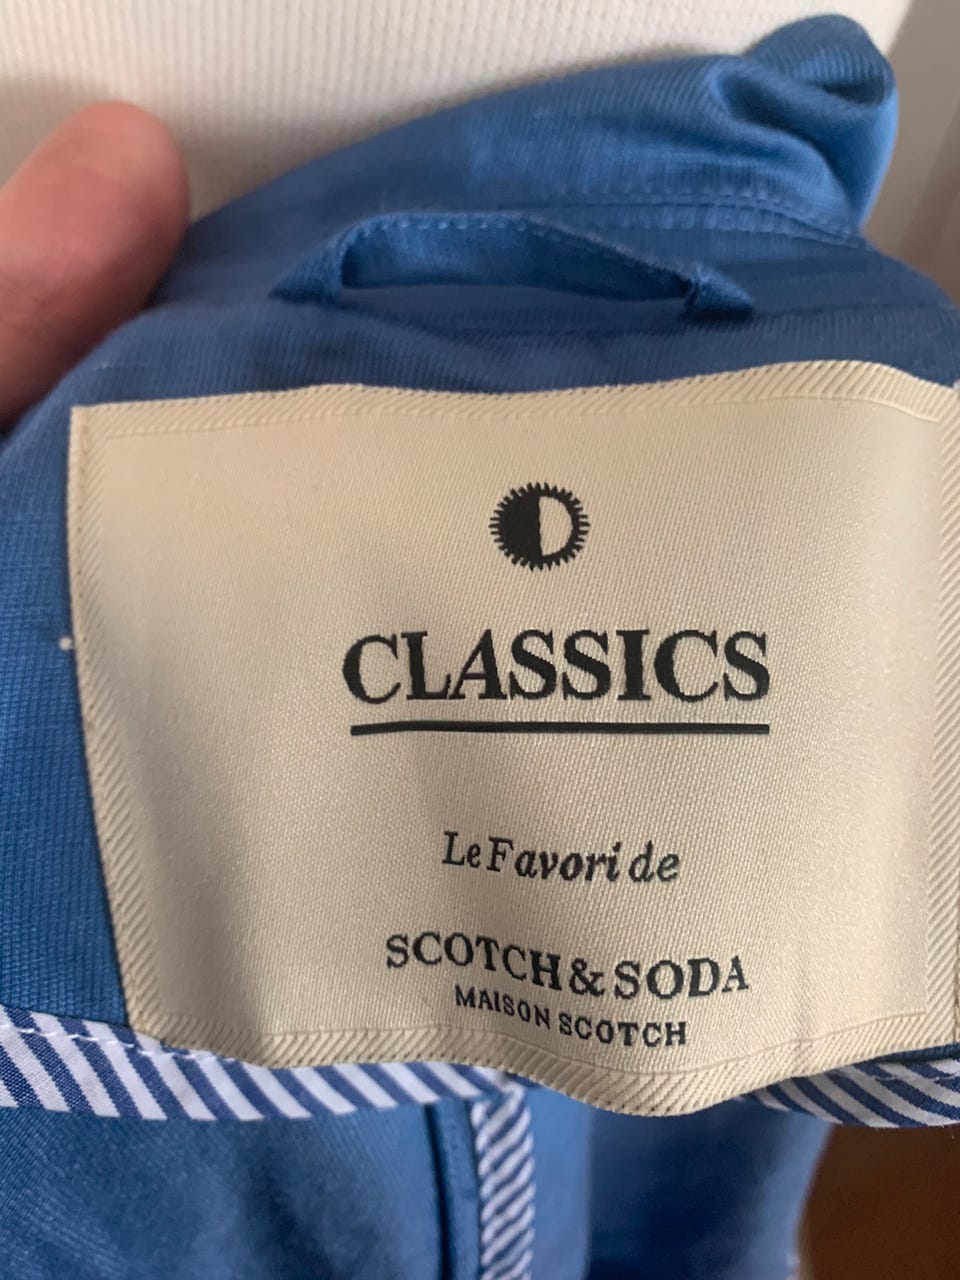 CLASSICS
Le Favori de
SCOTCH & SODA
MAISON SCOTCH